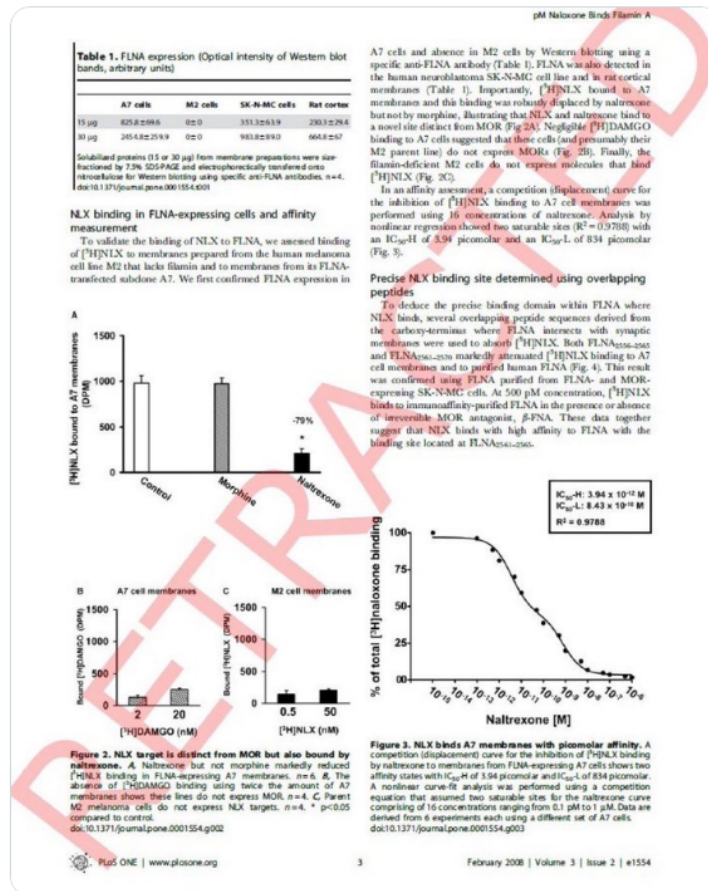 pM Naloxone Binds Filamin A
Table 1. FLNA expression (Optical intensity of Western blot
bands, arbitrary units)
A7 cells M2 cells SK-N-MC cells Rat cortex
15 μg 825.8±69.6 0±0 351.3±63.9 230.3±29.4
30 μg 2454.8±259.9 0±0 983.8±89.0 664.8±67
Solubilized proteins (15 or 30 μg) from membrane preparations were size-
fractionated by 7.5% SDS-PAGE and electrophoretically transferred onto
nitrocellulose for Western blotting using specific anti-FLNA antibodies. n=4.
doi:10.1371/journal.pone.0001554.t001
NLX binding in FLNA-expressing cells and affinity
measurement
To validate the binding of NLX to FLNA, we assessed binding
of [³H]NLX to membranes prepared from the human melanoma
cell line M2 that lacks filamin and to membranes from its FLNA-
transfected subclone A7. We first confirmed FLNA expression in
A7 cells and absence in M2 cells by Western blotting using a
specific anti-FLNA antibody (Table 1). FLNA was also detected in
the human neuroblastoma SK-N-MC cell line and in rat cortical
membranes (Table 1). Importantly, [³H]NLX bound to A7
membranes and this binding was robustly displaced by naltrexone
but not by morphine, illustrating that NLX and naltrexone bind to
a novel site distinct from MOR (Fig 2A). Negligible [³H]DAMGO
binding to A7 cells suggested that these cells (and presumably their
M2 parent line) do not express MORs (Fig. 2B). Finally, the
filamin-deficient M2 cells do not express molecules that bind
[³H]NLX (Fig. 2C).
In an affinity assessment, a competition (displacement) curve for
the inhibition of [³H]NLX binding to A7 cell membranes was
performed using 16 concentrations of naltrexone. Analysis by
nonlinear regression showed two saturable sites (R²=0.9788) with
an IC₅₀-H of 3.94 picomolar and an IC₅₀-L of 834 picomolar
(Fig. 3).
Precise NLX binding site determined using overlapping
peptides
To deduce the precise binding domain within FLNA where
NLX binds, several overlapping peptide sequences derived from
the carboxy-terminus where FLNA intersects with synaptic
membranes were used to absorb [³H]NLX. Both FLNA₂₅₅₆₋₂₅₆₅
and FLNA₂₅₆₁₋₂₅₇₀ markedly attenuated [³H]NLX binding to A7
cell membranes and to purified human FLNA (Fig. 4). This result
was confirmed using FLNA purified from FLNA- and MOR-
expressing SK-N-MC cells. At 500 pM concentration, [³H]NLX
binds to immunoaffinity-purified FLNA in the presence or absence
of irreversible MOR antagonist, β-FNA. These data together
suggest that NLX binds with high affinity to FLNA with the
binding site located at FLNA₂₅₆₁₋₂₅₆₅.
A
[³H]NLX bound to A7 membranes
(DPM)
1500
1000
500
0
-79%
*
Control
Morphine
Naltrexone
B A7 cell membranes
Bound [³H]DAMGO (DPM)
1500
1000
500
0
2 20
[³H]DAMGO (nM)
C M2 cell membranes
Bound [³H]NLX (DPM)
1500
1000
500
0
0.5 50
[³H]NLX (nM)
Figure 2. NLX target is distinct from MOR but also bound by
naltrexone. A, Naltrexone but not morphine markedly reduced
[³H]NLX binding in FLNA-expressing A7 membranes. n=6. B, The
absence of [³H]DAMGO binding using twice the amount of A7
membranes shows these lines do not express MOR. n=4. C, Parent
M2 melanoma cells do not express NLX targets. n=4. * p<0.05
compared to control.
doi:10.1371/journal.pone.0001554.g002
IC₅₀-H: 3.94 x 10⁻¹² M
IC₅₀-L: 8.43 x 10⁻¹⁰ M
R² = 0.9788
% of total [³H]naloxone binding
100
75
50
25
00
10⁻¹⁵ 10⁻¹⁴ 10⁻¹³ 10⁻¹² 10⁻¹¹ 10⁻¹⁰ 10⁻⁹ 10⁻⁸ 10⁻⁷ 10⁻⁶
Naltrexone [M]
Figure 3. NLX binds A7 membranes with picomolar affinity. A
competition (displacement) curve for the inhibition of [³H]NLX binding
by naltrexone to membranes from FLNA-expressing A7 cells shows two
affinity states with IC₅₀-H of 3.94 picomolar and IC₅₀-L of 834 picomolar.
A nonlinear curve-fit analysis was performed using a competition
equation that assumed two saturable sites for the naltrexone curve
comprising of 16 concentrations ranging from 0.1 pM to 1 μM. Data are
derived from 6 experiments each using a different set of A7 cells.
doi:10.1371/journal.pone.0001554.g003
RETRACTED
PLoS ONE | www.plosone.org
3
February 2008 | Volume 3 | Issue 2 | e1554